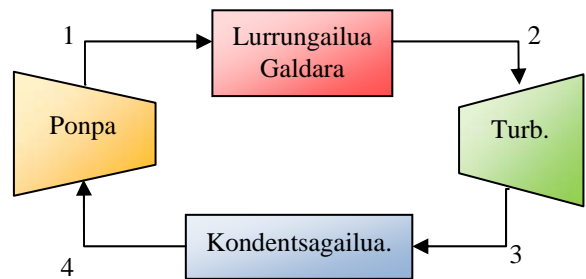 1
Lurrungailua
Galdara
2
Ponpa
Turb.
4
Kondentsagailua.
3